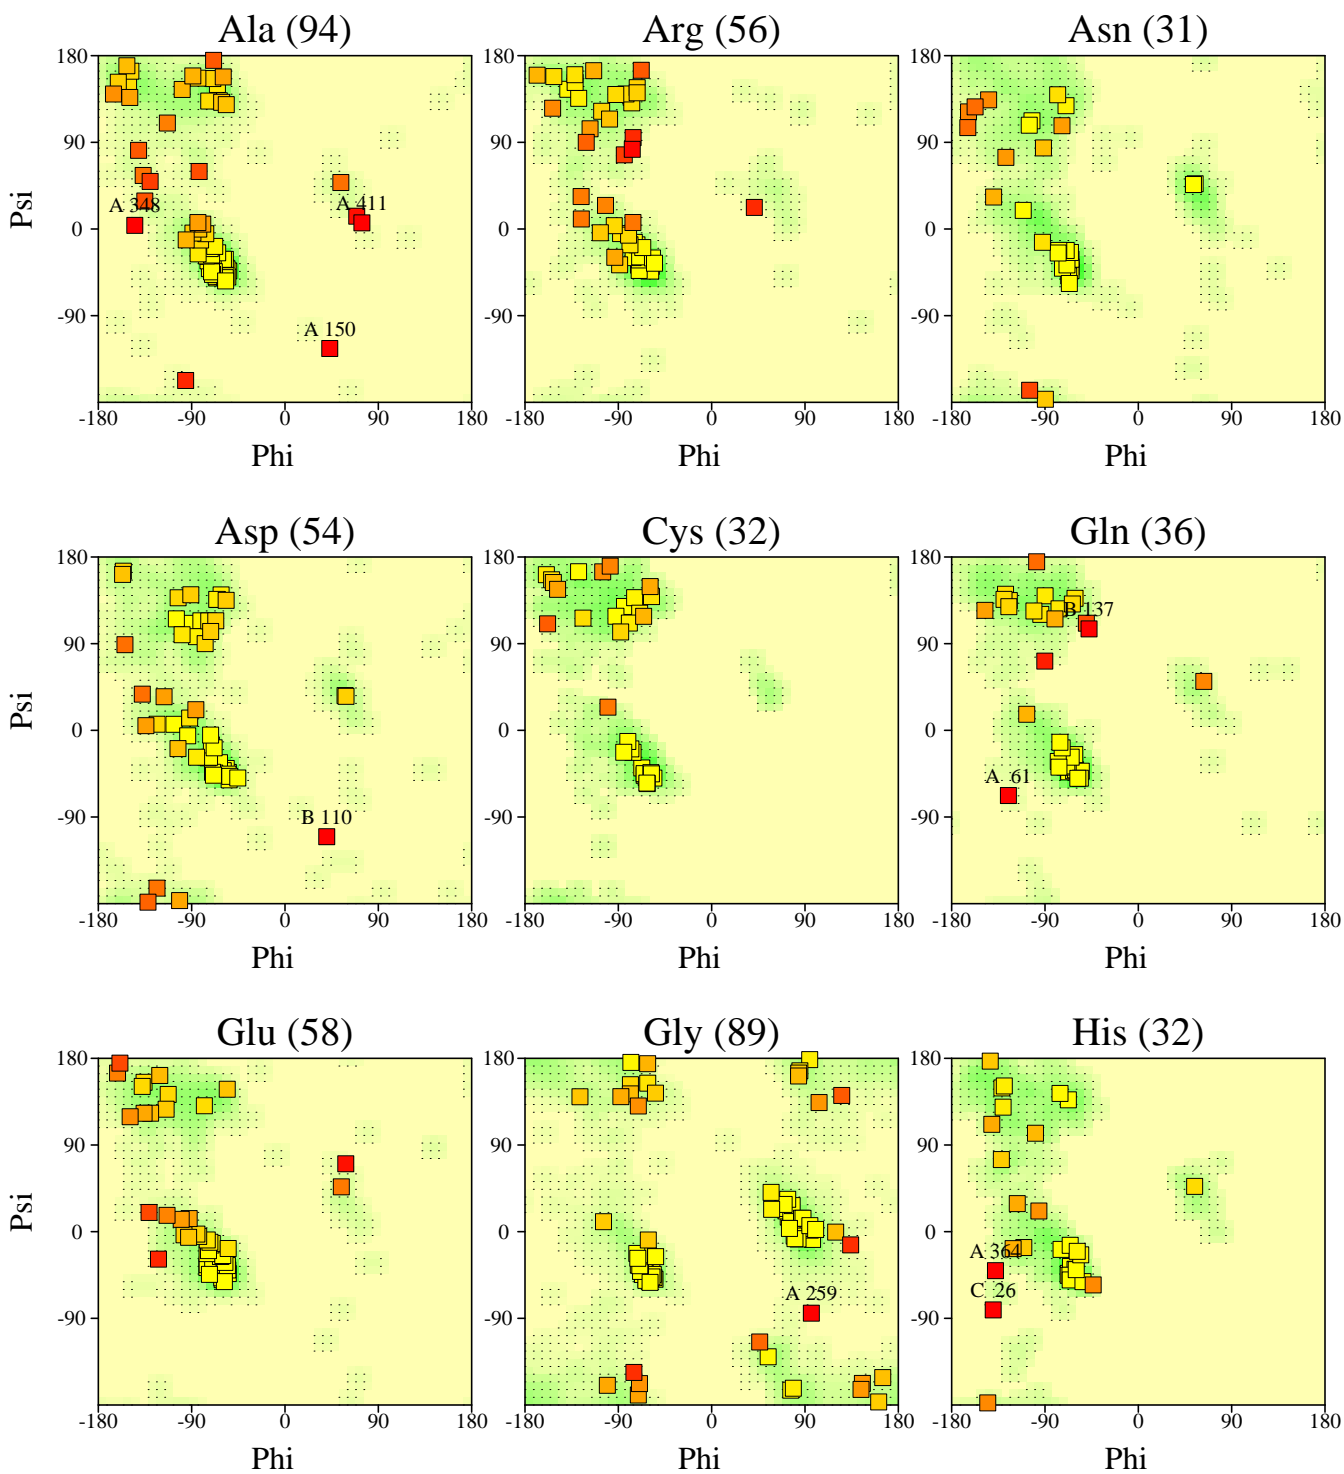 Ala (94) Arg (56) Asn (31)
180 180 180
90 90 90
0 0 0
-90 -90 -90
-180 -90 0 90 180 -180 -90 0 90 180 -180 -90 0 90 180
Psi
A 348
A 411
A 150
Phi Phi Phi
Asp (54) Cys (32) Gln (36)
180 180 180
90 90 90
0 0 0
-90 -90 -90
-180 -90 0 90 180 -180 -90 0 90 180 -180 -90 0 90 180
Psi
B 137
A 61
B 110
Phi Phi Phi
Glu (58) Gly (89) His (32)
180 180 180
90 90 90
0 0 0
-90 -90 -90
-180 -90 0 90 180 -180 -90 0 90 180 -180 -90 0 90 180
Psi
A 364
A 259
C 26
Phi Phi Phi